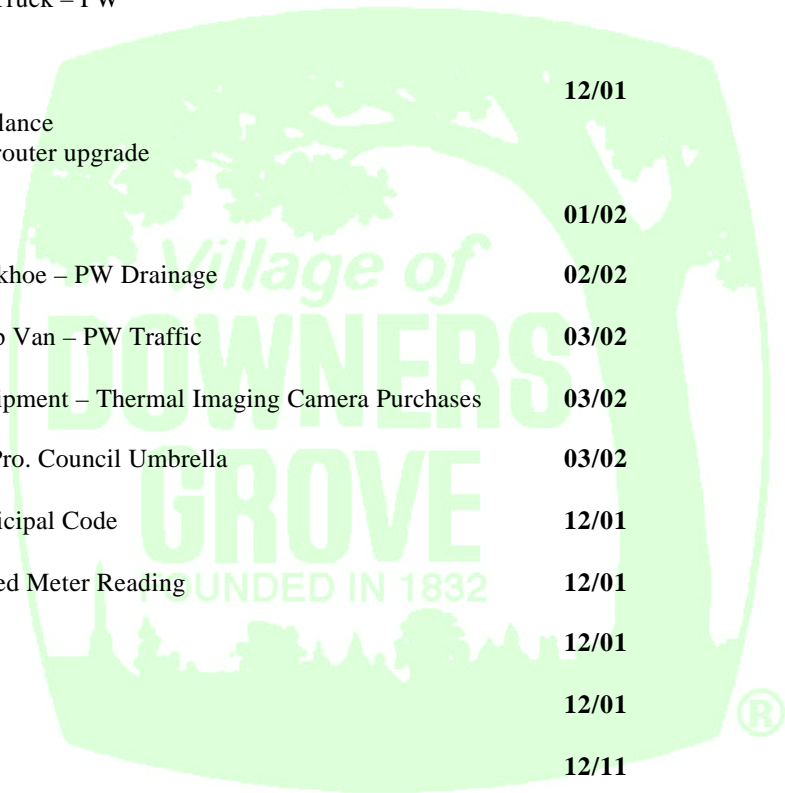 Truck – PW
12/01
lance
router upgrade
01/02
khoe – PW Drainage 02/02
Van – PW Traffic 03/02
ipment – Thermal Imaging Camera Purchases 03/02
Pro. Council Umbrella 03/02
icipal Code 12/01
ed Meter Reading 12/01
12/01
12/01
12/11
Village of
DOWNERS
GROVE
FOUNDED IN 1832
®